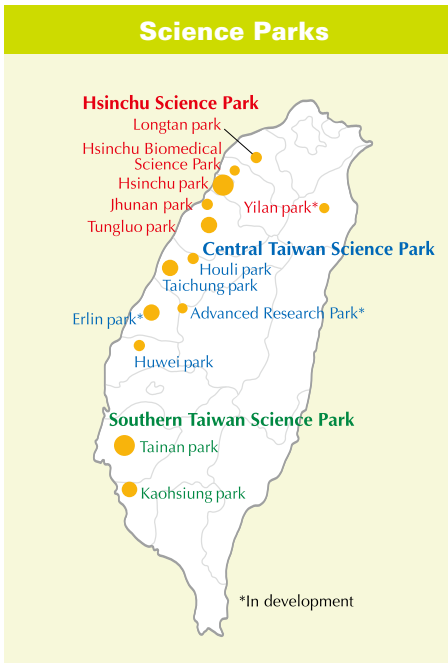 Science Parks
Hsinchu Science Park
Longtan park
Hsinchu Biomedical
Science Park
Hsinchu park
Jhunan park
Yilan park*
Tungluo park
Central Taiwan Science Park
Houli park
Taichung park
Advanced Research Park*
Erlin park*
Huwei park
Southern Taiwan Science Park
Tainan park
Kaohsiung park
*In development